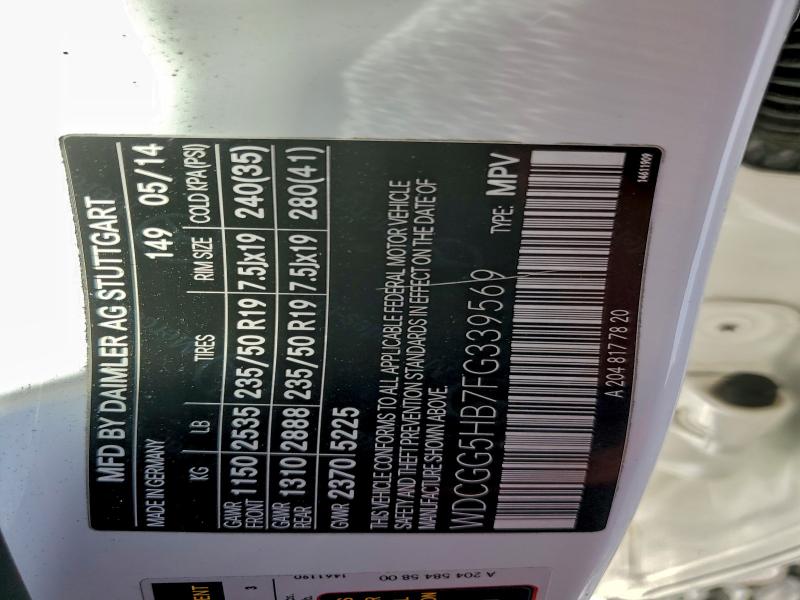 MFD BY DAIMLER AG STUTTGART
MADE IN GERMANY 149 05/14
KG LB TIRES RIM SIZE COLD KPA(PSI)
GAWR FRONT 1150 2535 235/50 R19 7.5Jx19 240(35)
GAWR REAR 1310 2888 235/50 R19 7.5Jx19 280(41)
GVWR 2370 5225
THIS VEHICLE CONFORMS TO ALL APPLICABLE FEDERAL MOTOR VEHICLE
SAFETY AND THEFT PREVENTION STANDARDS IN EFFECT ON THE DATE OF
MANUFACTURE SHOWN ABOVE.
WDCGG5HB7FG339569 TYPE: MPV
A 204 817 78 20
14611909
A 204 584 58 00
1461190
3